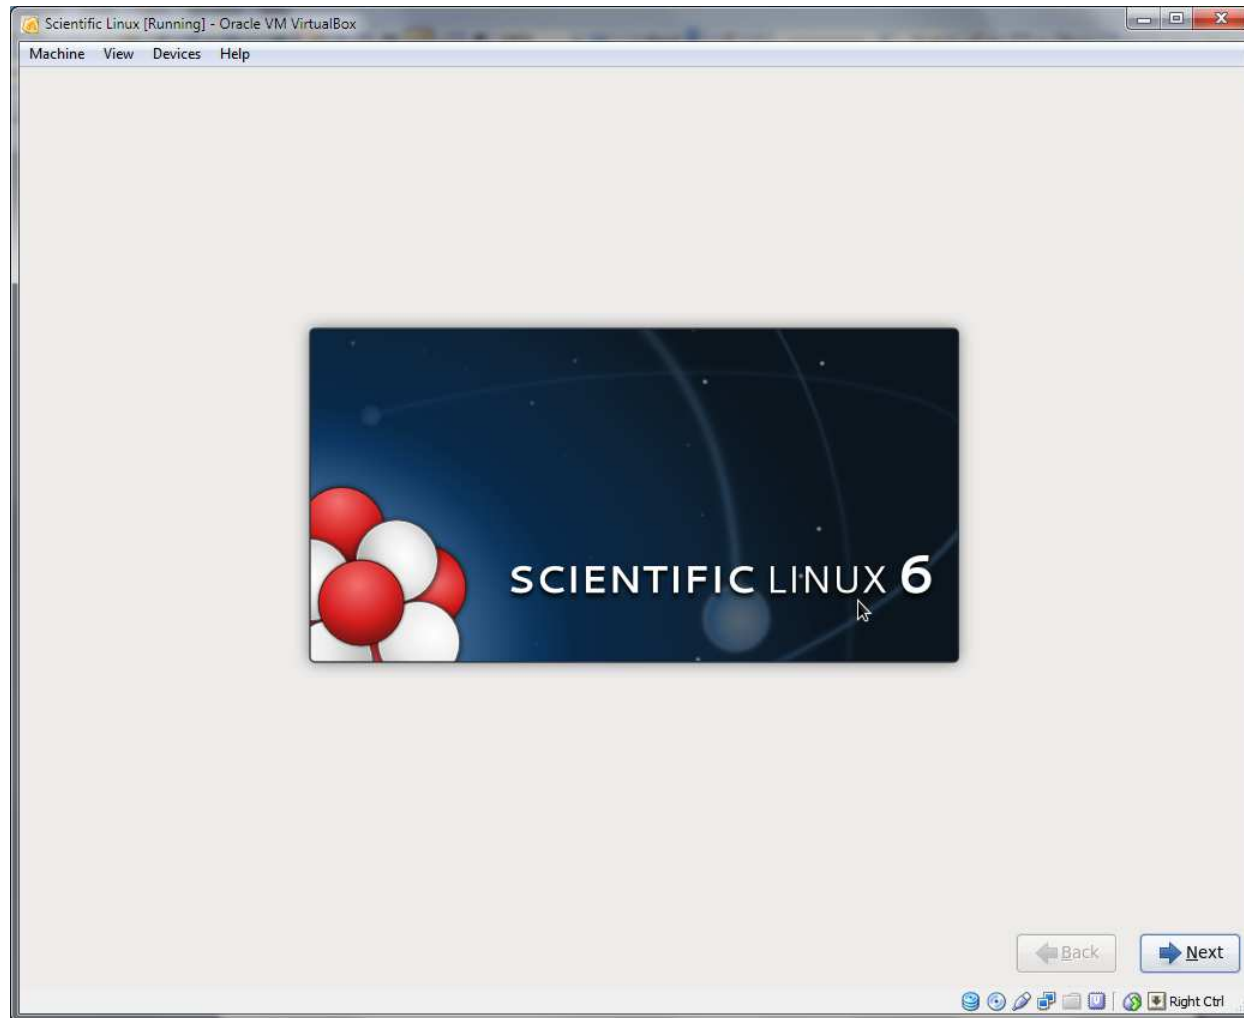 Scientific Linux [Running] - Oracle VM VirtualBox
Machine View Devices Help
SCIENTIFIC LINUX 6
Back Next
Right Ctrl